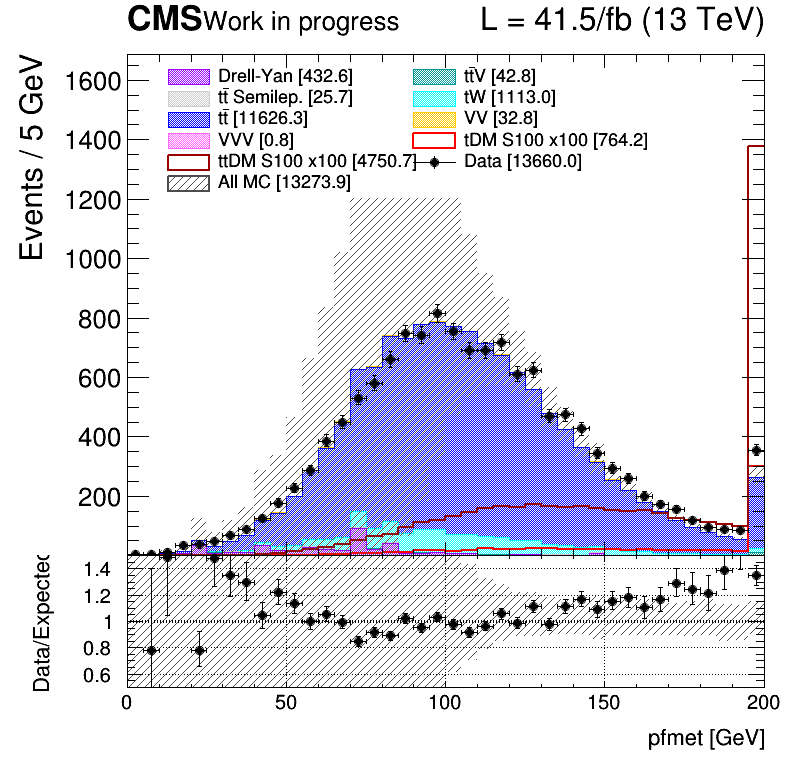 CMS Work in progress L = 41.5/fb (13 TeV)
Events / 5 GeV
1600
1400
1200
1000
800
600
400
200
Drell-Yan [432.6] tt̄V [42.8]
tt̄ Semilep. [25.7] tW [1113.0]
tt̄ [11626.3] VV [32.8]
VVV [0.8] tDM S100 x100 [764.2]
ttDM S100 x100 [4750.7] Data [13660.0]
All MC [13273.9]
Data/Expected
1.4
1.2
1
0.8
0.6
0 50 100 150 200
pfmet [GeV]